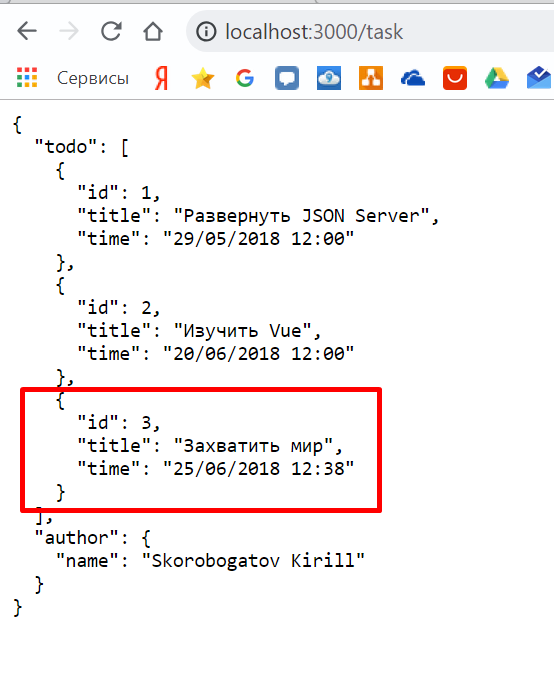 localhost:3000/task
Сервисы
{
"todo": [
{
"id": 1,
"title": "Развернуть JSON Server",
"time": "29/05/2018 12:00"
},
{
"id": 2,
"title": "Изучить Vue",
"time": "20/06/2018 12:00"
},
{
"id": 3,
"title": "Захватить мир",
"time": "25/06/2018 12:38"
}
],
"author": {
"name": "Skorobogatov Kirill"
}
}